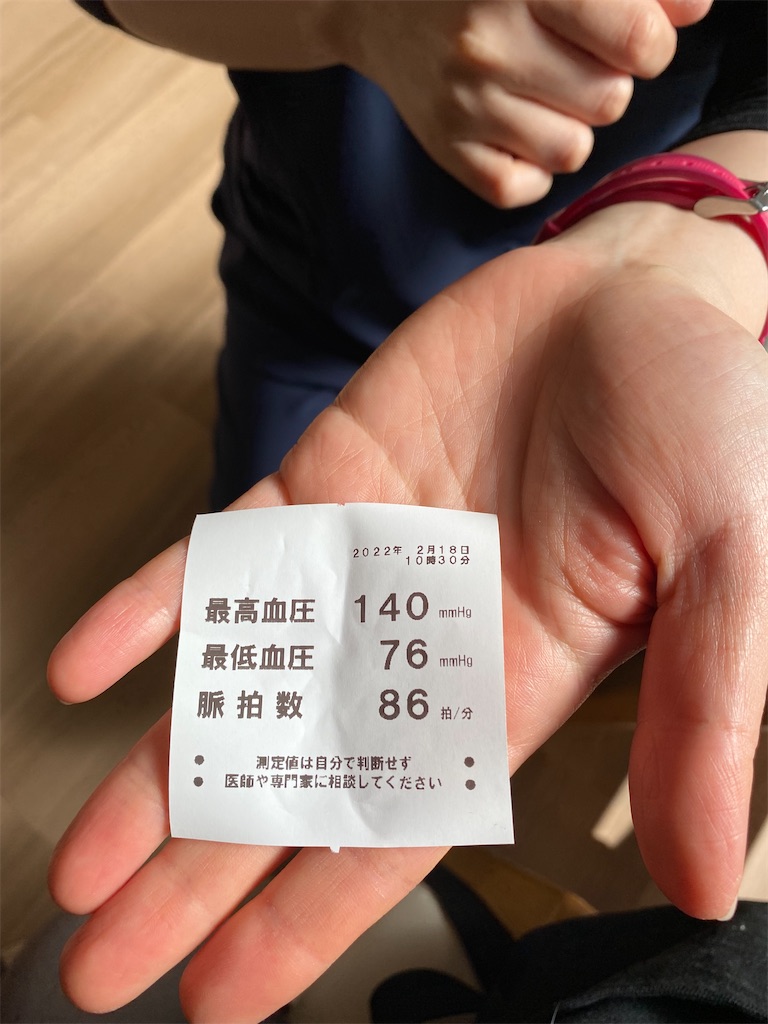 2022年 2月18日
10時30分
最高血圧 140 mmHg
最低血圧 76 mmHg
脈拍数 86 拍/分
● 測定値は自分で判断せず ●
● 医師や専門家に相談してください ●